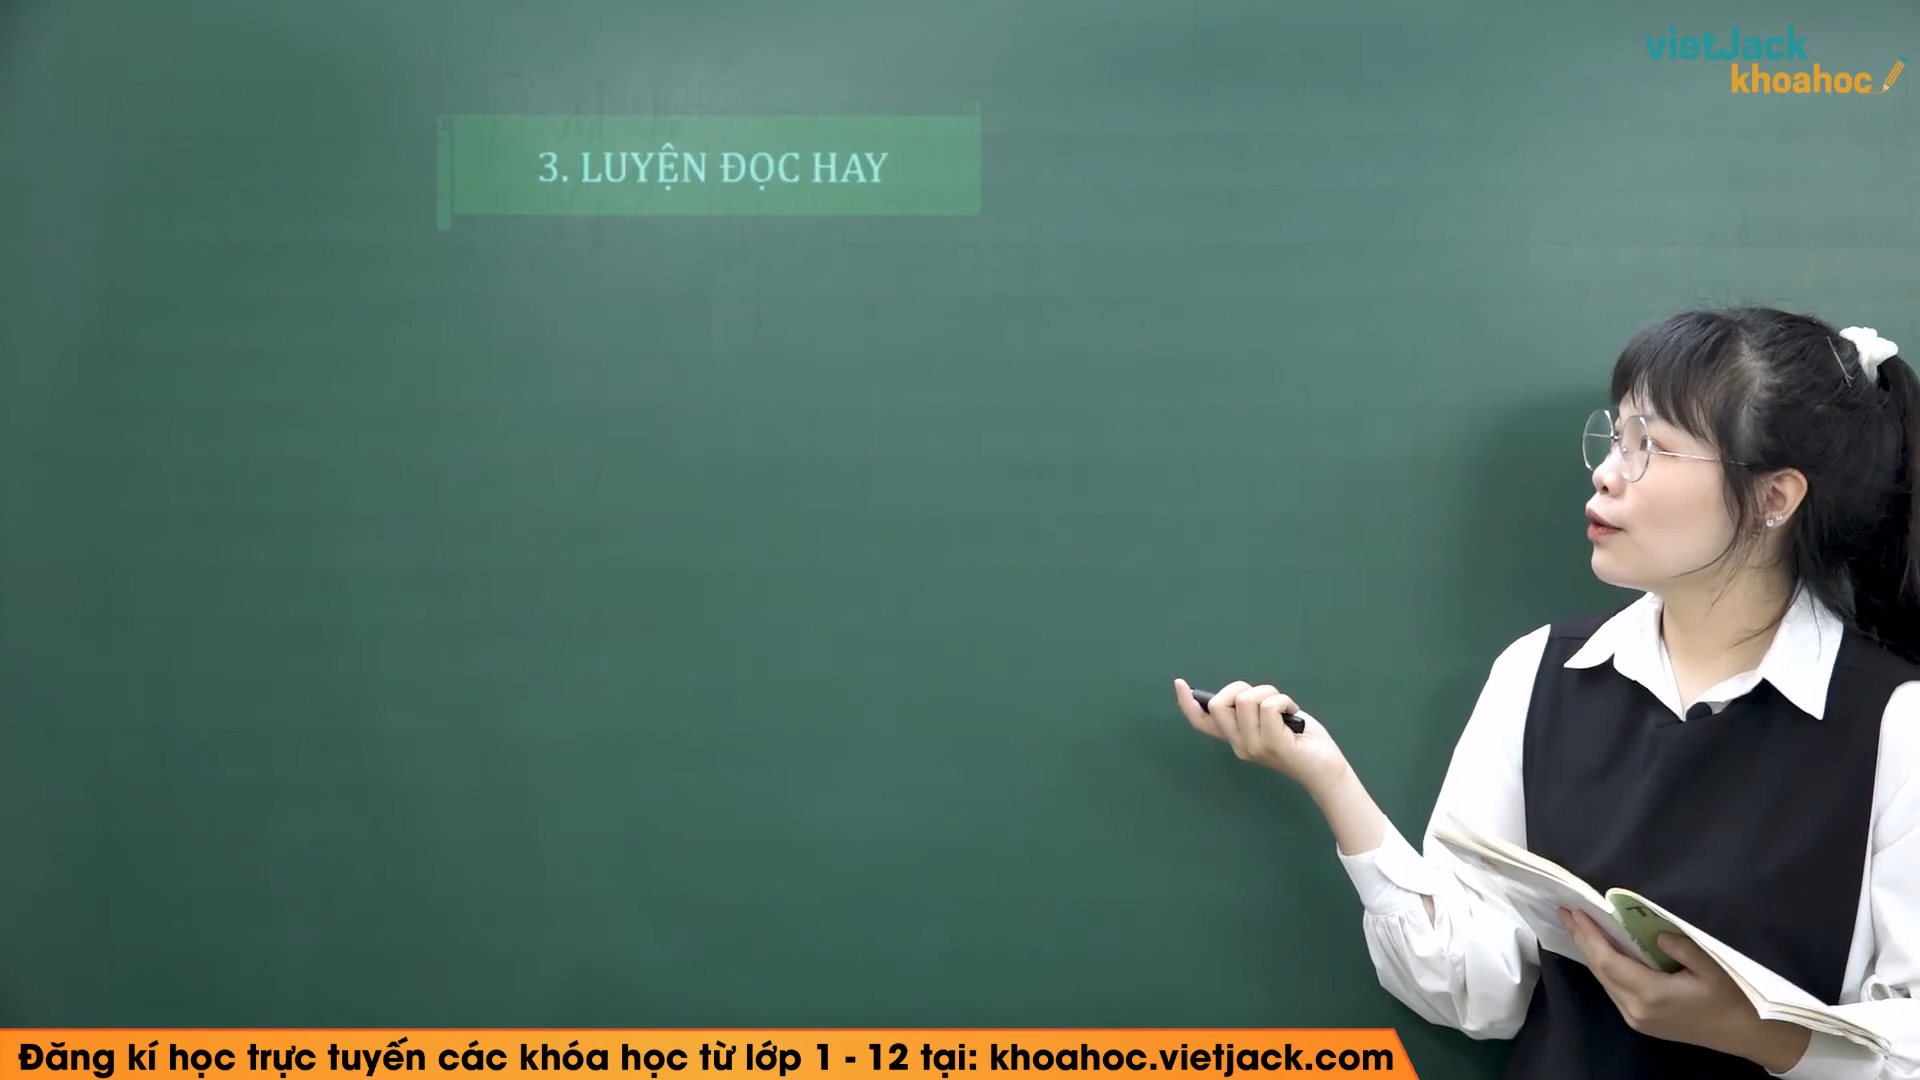 vietJack
khoahoc
3. LUYỆN ĐỌC HAY
Đăng kí học trực tuyến các khóa học từ lớp 1 - 12 tại: khoahoc.vietjack.com